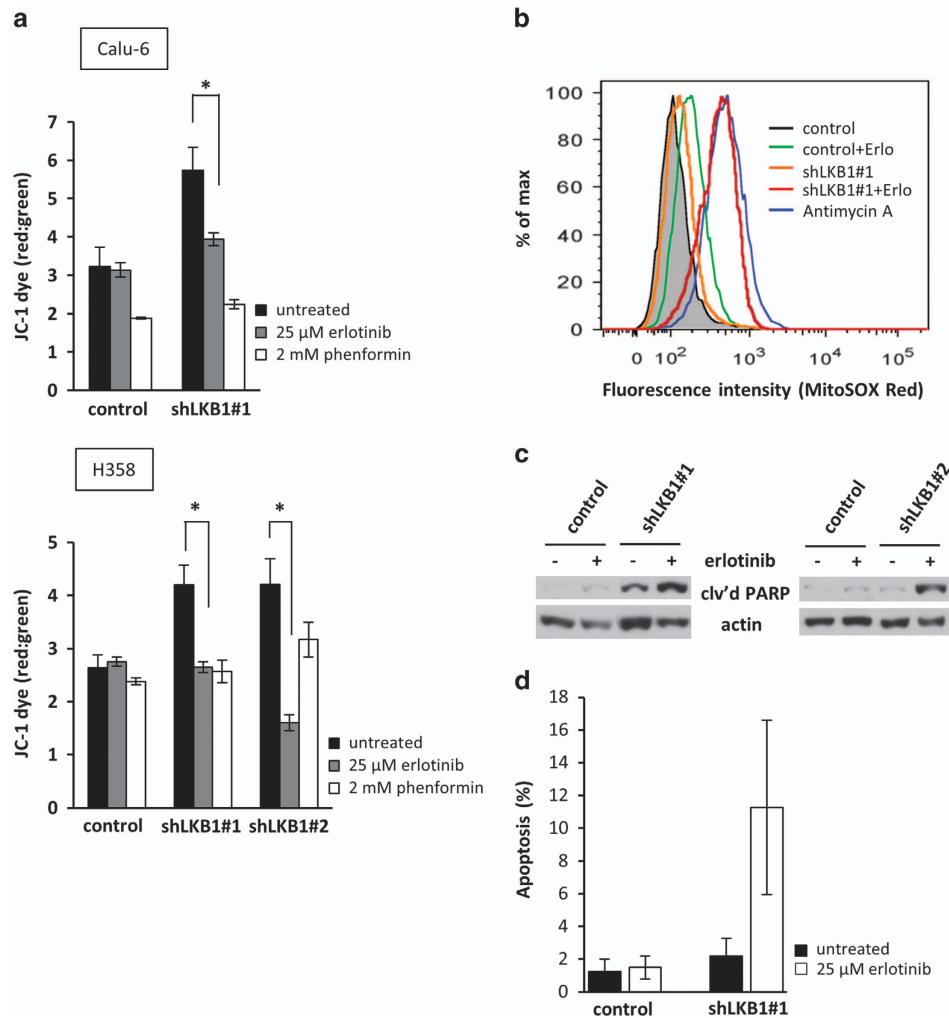 a
Calu-6
*
JC-1 dye (red:green)
7
6
5
4
3
2
1
0
untreated
25 μM erlotinib
2 mM phenformin
control shLKB1#1
H358
* *
JC-1 dye (red:green)
5
4
3
2
1
0
untreated
25 μM erlotinib
2 mM phenformin
control shLKB1#1 shLKB1#2
b
% of max
100
80
60
40
20
0
control
control+Erlo
shLKB1#1
shLKB1#1+Erlo
Antimycin A
0 10² 10³ 10⁴ 10⁵
Fluorescence intensity (MitoSOX Red)
c
control shLKB1#1 control shLKB1#2
- + - + erlotinib - + - +
clv'd PARP
actin
d
Apoptosis (%)
18
16
14
12
10
8
6
4
2
0
untreated
25 μM erlotinib
control shLKB1#1